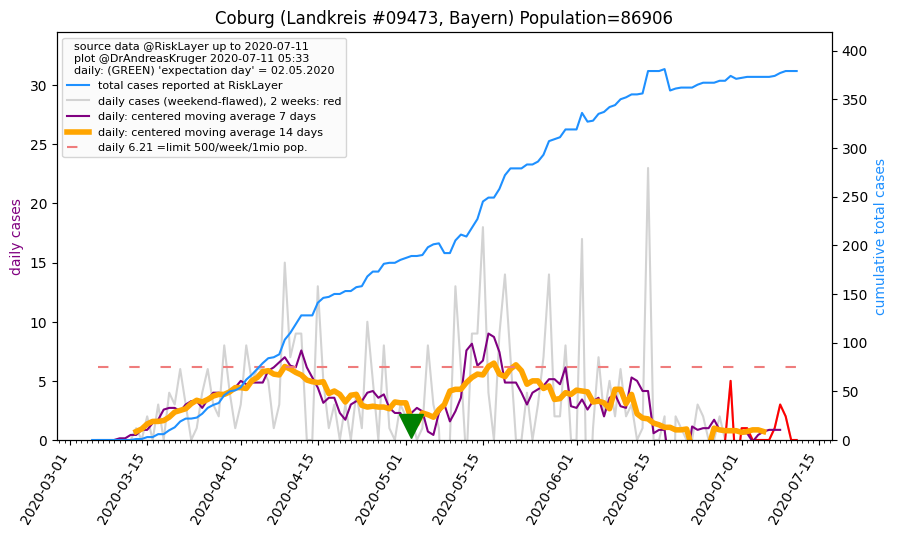 Coburg (Landkreis #09473, Bayern) Population=86906
source data @RiskLayer up to 2020-07-11
plot @DrAndreasKruger 2020-07-11 05:33
daily: (GREEN) 'expectation day' = 02.05.2020
total cases reported at RiskLayer
daily cases (weekend-flawed), 2 weeks: red
daily: centered moving average 7 days
daily: centered moving average 14 days
daily 6.21 =limit 500/week/1mio pop.
daily cases
30
25
20
15
10
5
0
400
350
300
250
200
150
100
50
0
cumulative total cases
2020-03-01
2020-03-15
2020-04-01
2020-04-15
2020-05-01
2020-05-15
2020-06-01
2020-06-15
2020-07-01
2020-07-15